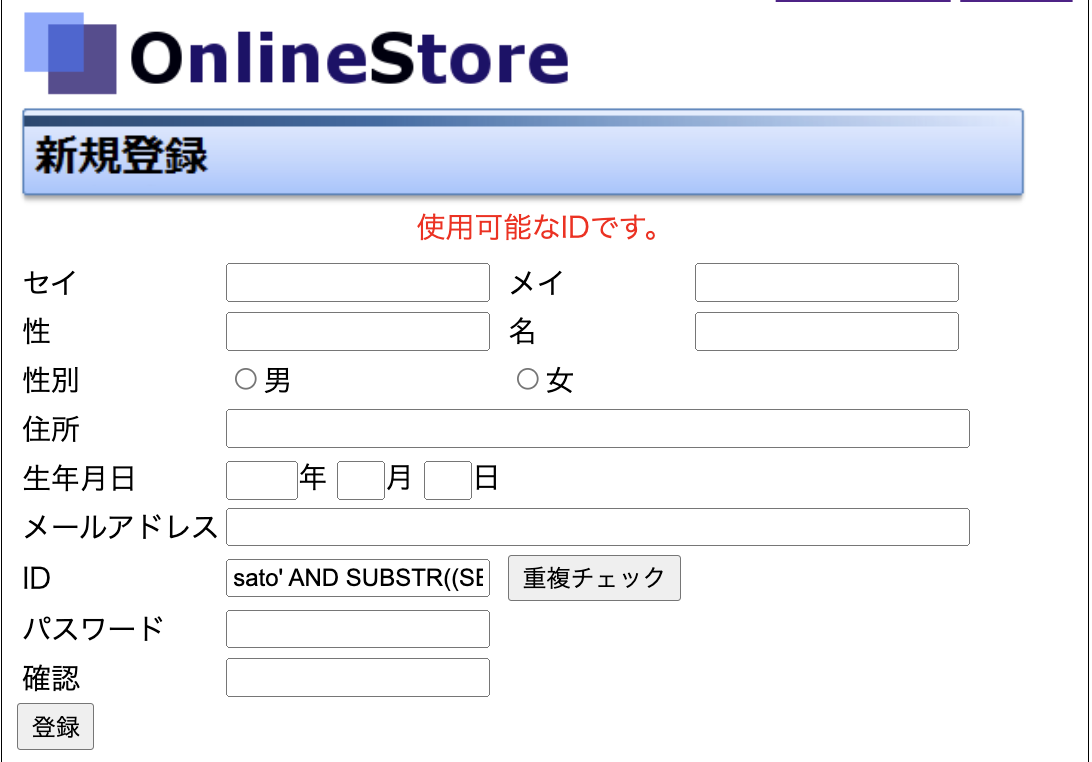 OnlineStore
新規登録
使用可能なIDです。
セイ メイ
性 名
性別 男 女
住所
生年月日 年 月 日
メールアドレス
ID sato' AND SUBSTR((SE 重複チェック
パスワード
確認
登録